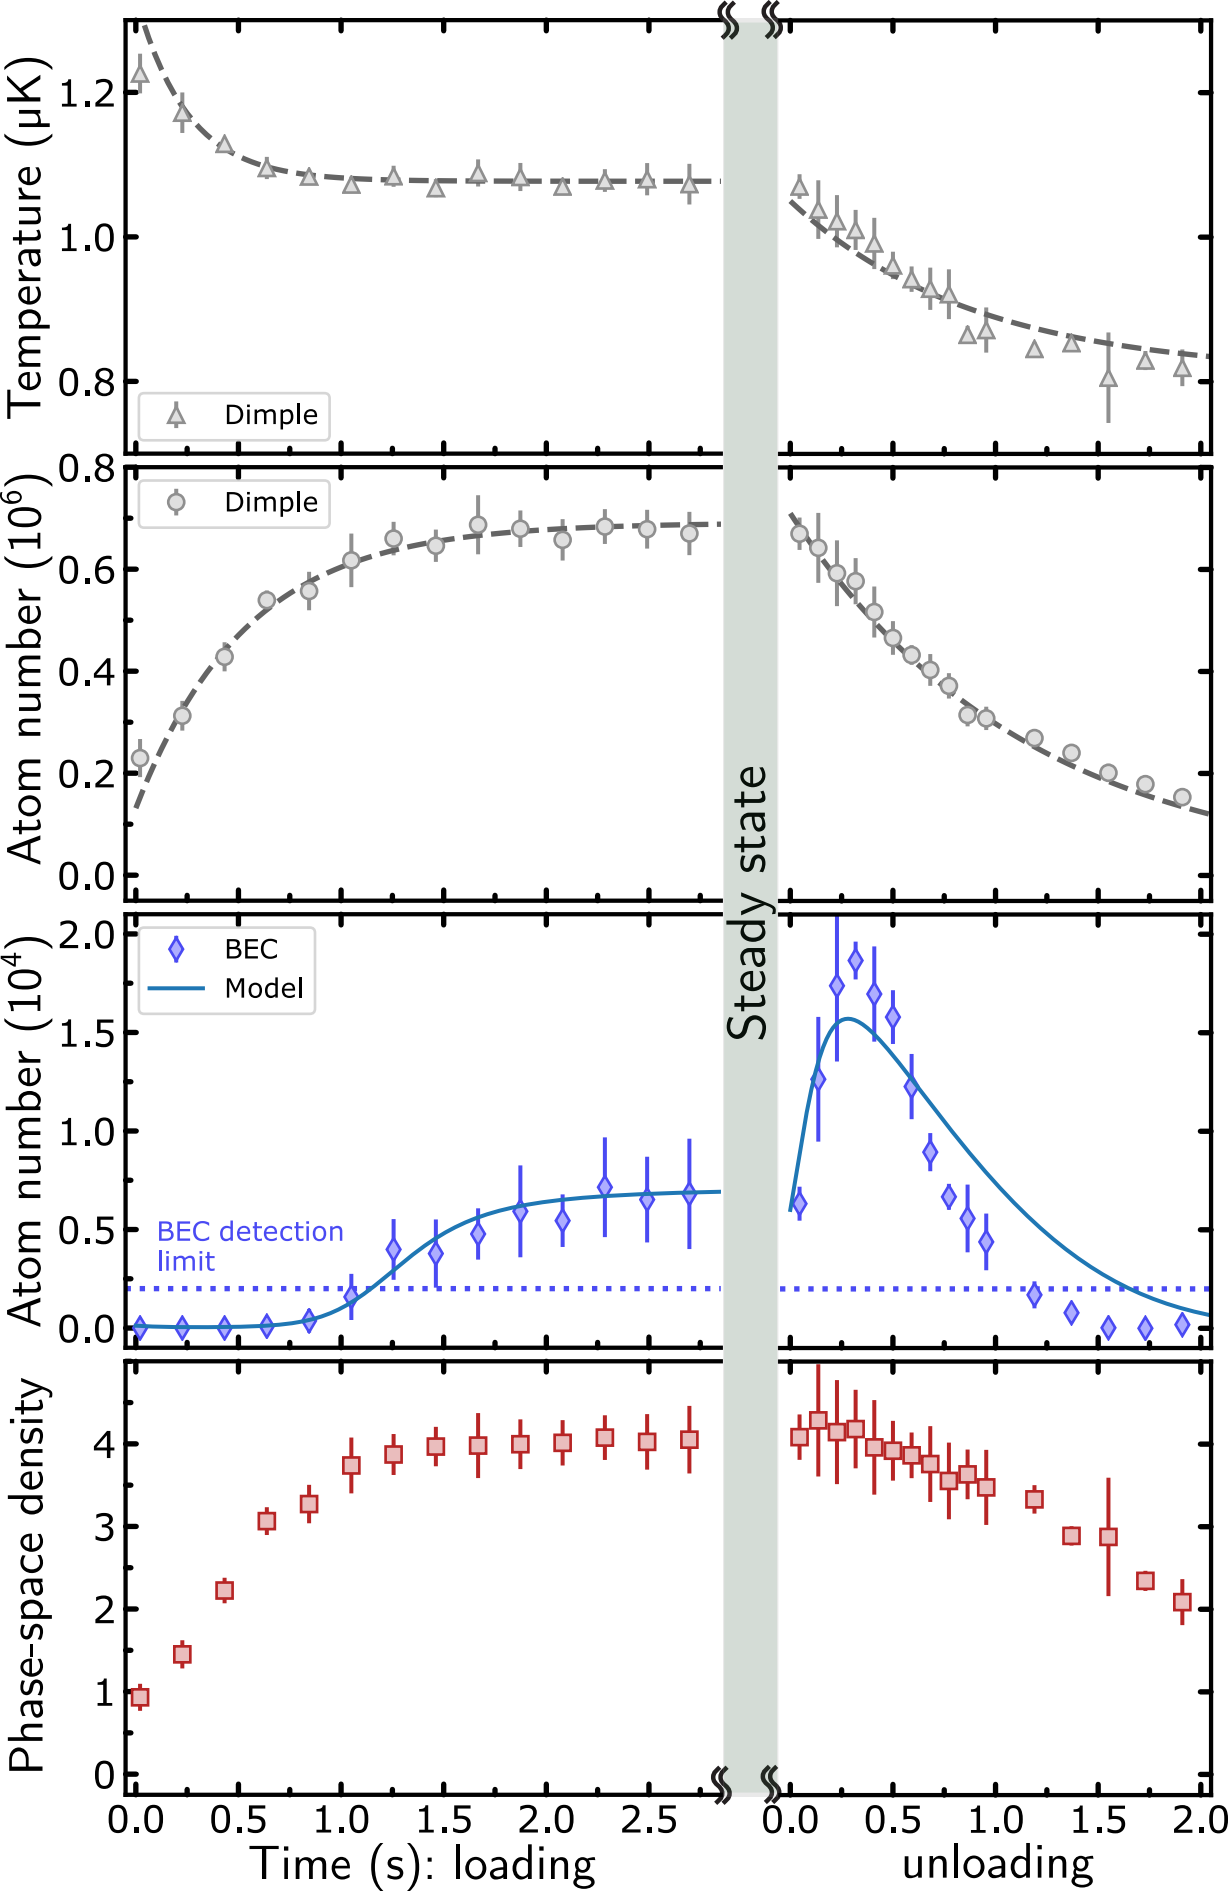 Temperature (μK)
1.2
1.0
0.8
Dimple
Atom number (10⁶)
0.8
0.6
0.4
0.2
0.0
Dimple
Atom number (10⁴)
2.0
1.5
1.0
0.5
0.0
BEC
Model
BEC detection
limit
Steady state
Phase-space density
4
3
2
1
0
0.0 0.5 1.0 1.5 2.0 2.5 0.0 0.5 1.0 1.5 2.0
Time (s): loading unloading